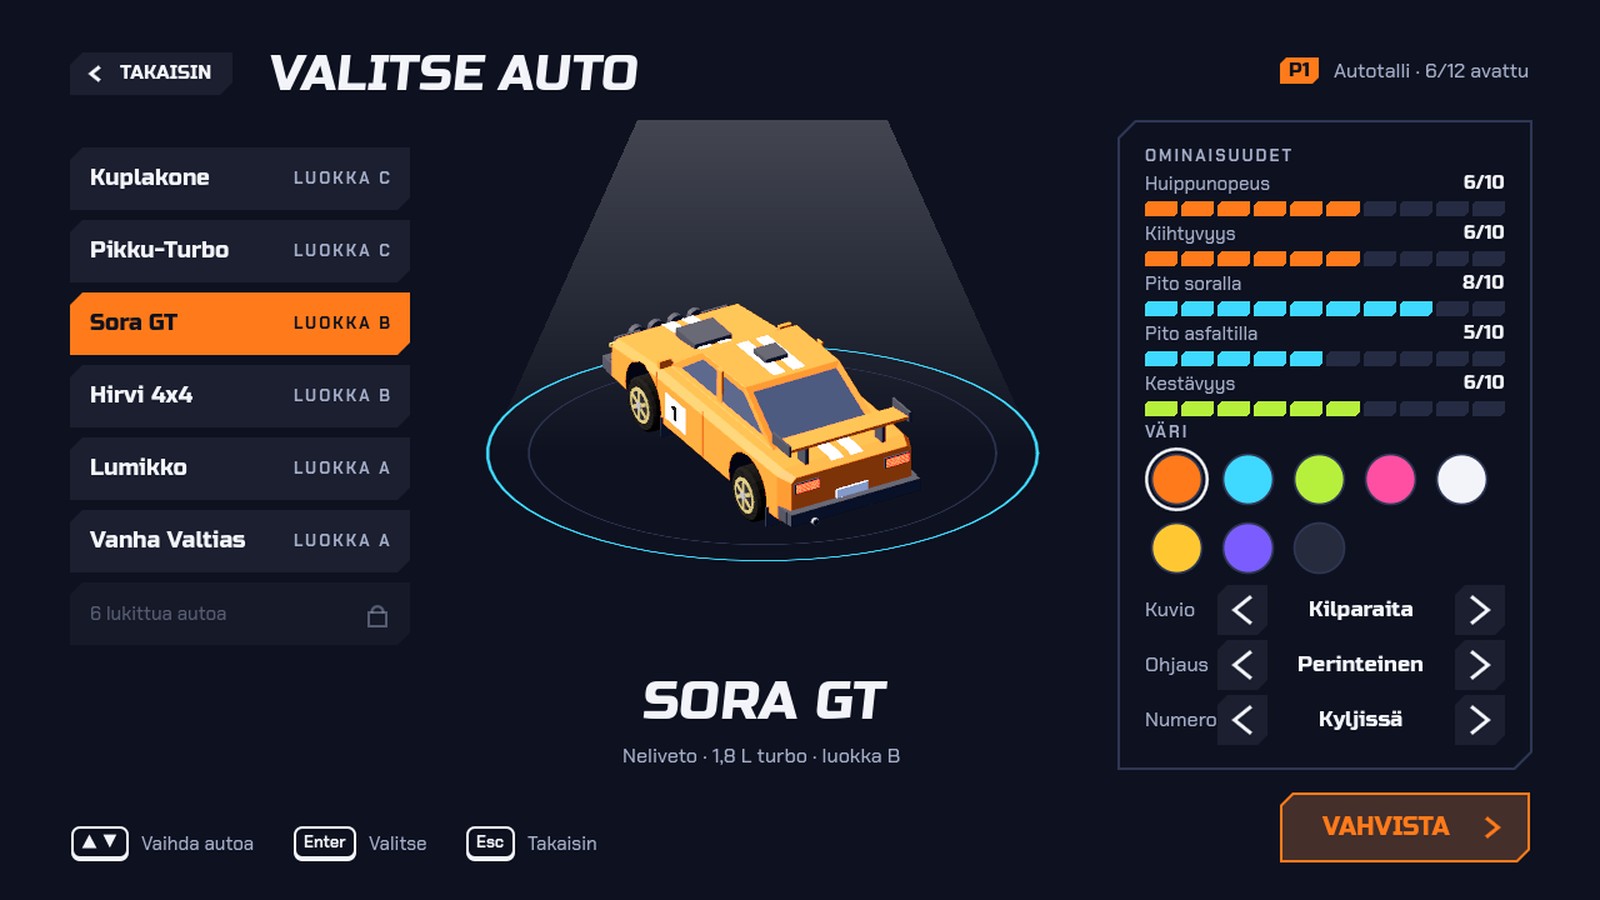 TAKAISIN
VALITSE AUTO
P1 Autotalli · 6/12 avattu
Kuplakone LUOKKA C
Pikku-Turbo LUOKKA C
Sora GT LUOKKA B
Hirvi 4x4 LUOKKA B
Lumikko LUOKKA A
Vanha Valtias LUOKKA A
6 lukittua autoa
1
SORA GT
Neliveto · 1,8 L turbo · luokka B
OMINAISUUDET
Huippunopeus 6/10
Kiihtyvyys 6/10
Pito soralla 8/10
Pito asfaltilla 5/10
Kestävyys 6/10
VÄRI
Kuvio Kilparaita
Ohjaus Perinteinen
Numero Kyljissä
VAHVISTA
▲▼ Vaihda autoa
Enter Valitse
Esc Takaisin